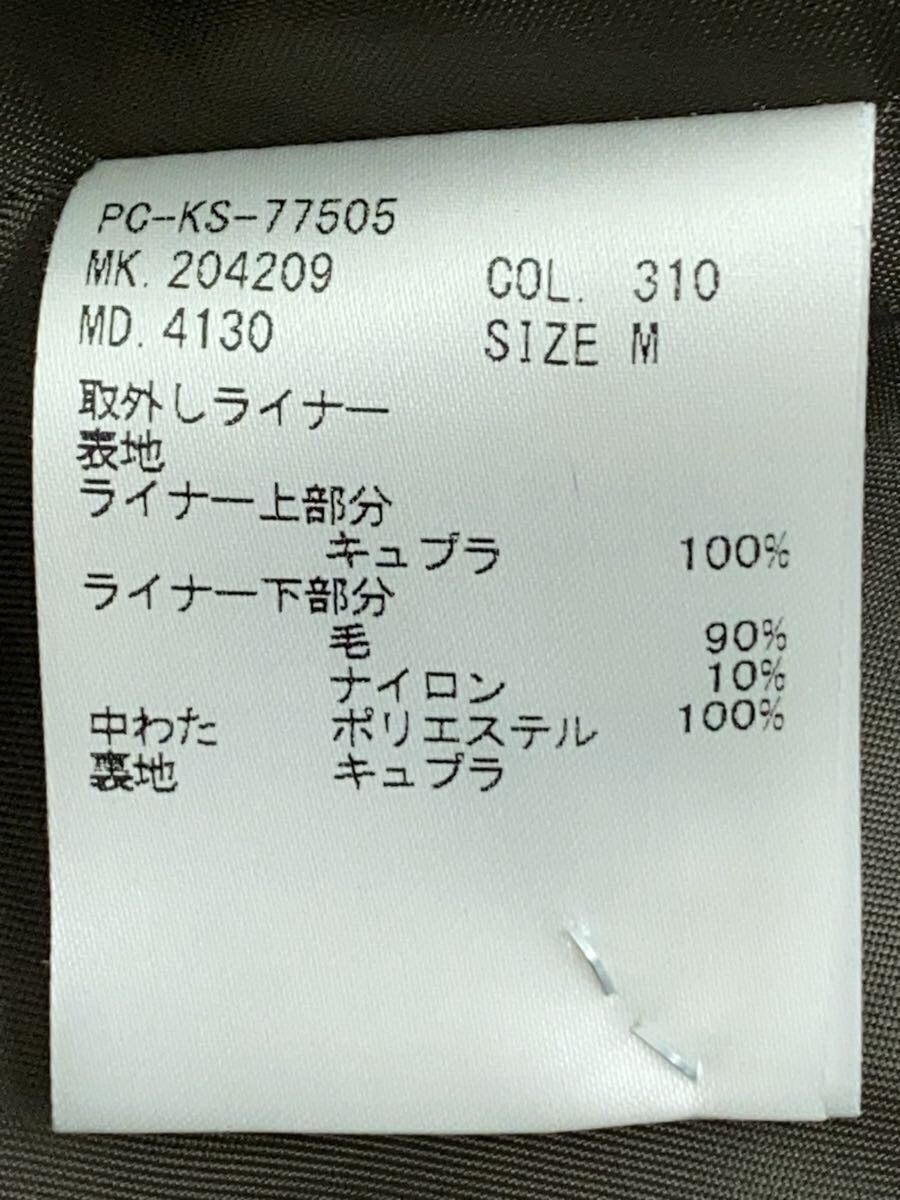 PC-KS-77505
MK. 204209 COL. 310
MD. 4130 SIZE M
取外しライナー
表地
ライナー上部分
キュプラ 100%
ライナー下部分
毛 90%
ナイロン 10%
中わた ポリエステル 100%
裏地 キュプラ